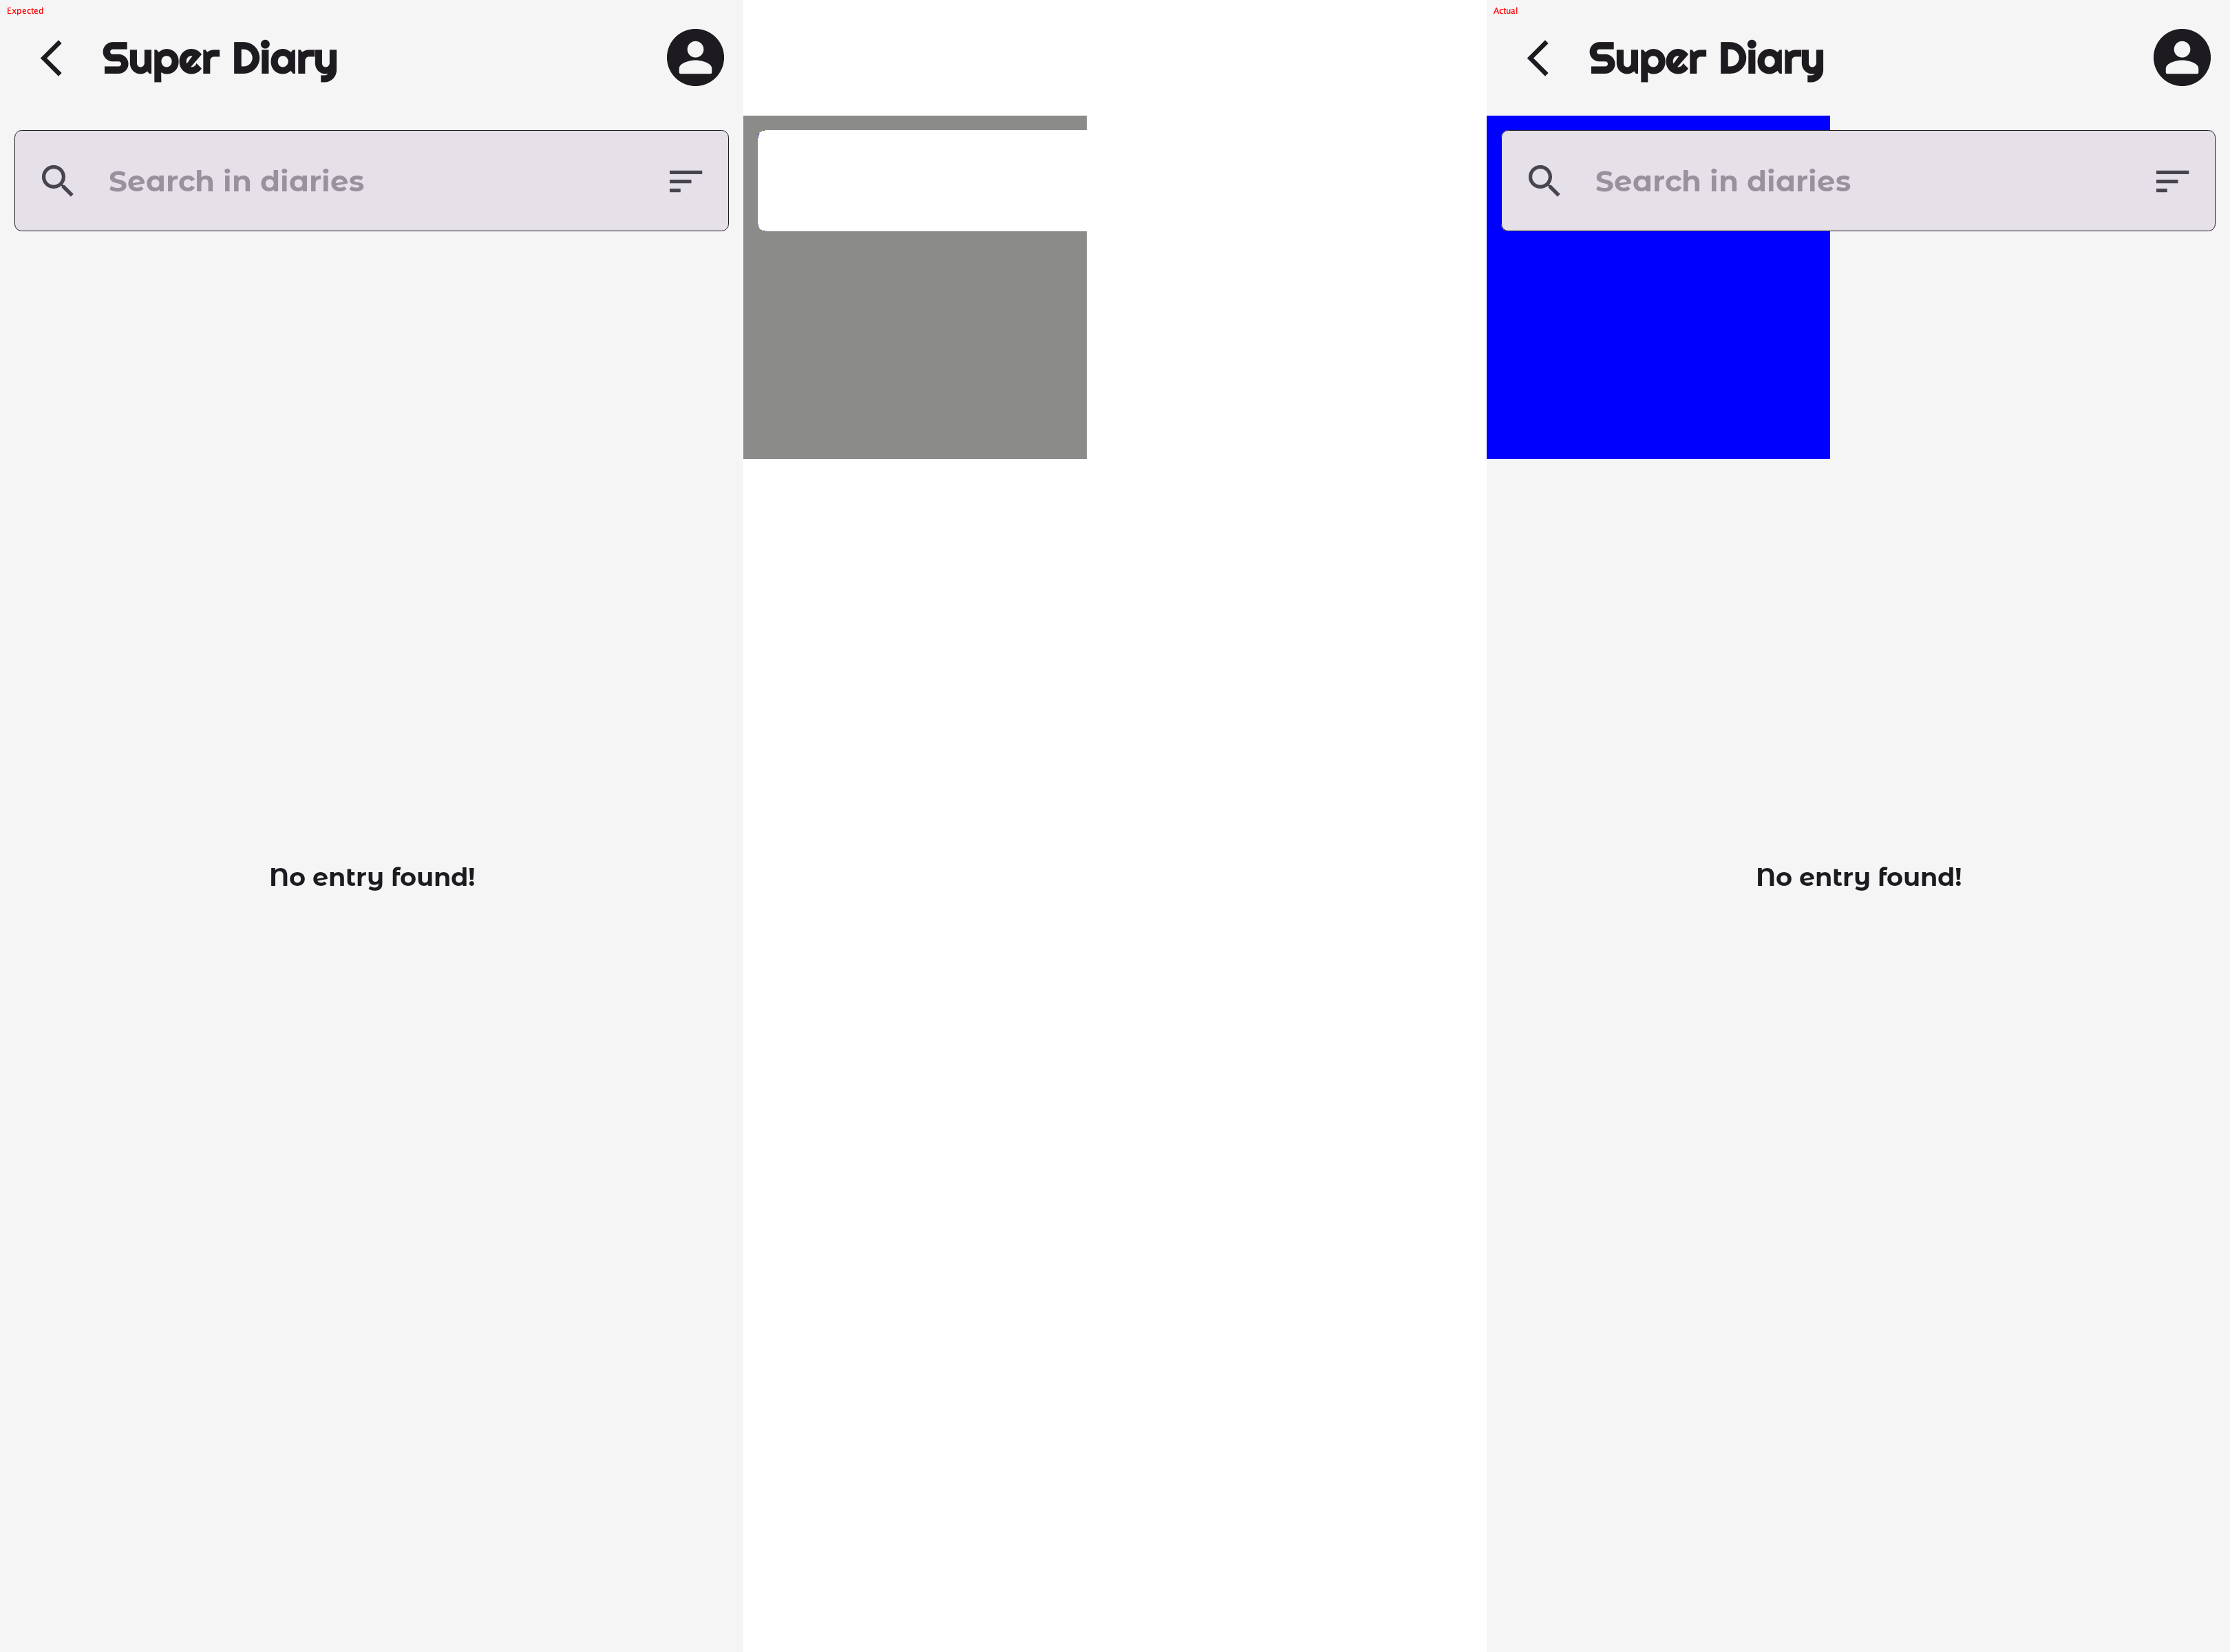 Expected
Super Diary
Search in diaries
No entry found!
Actual
Super Diary
Search in diaries
No entry found!